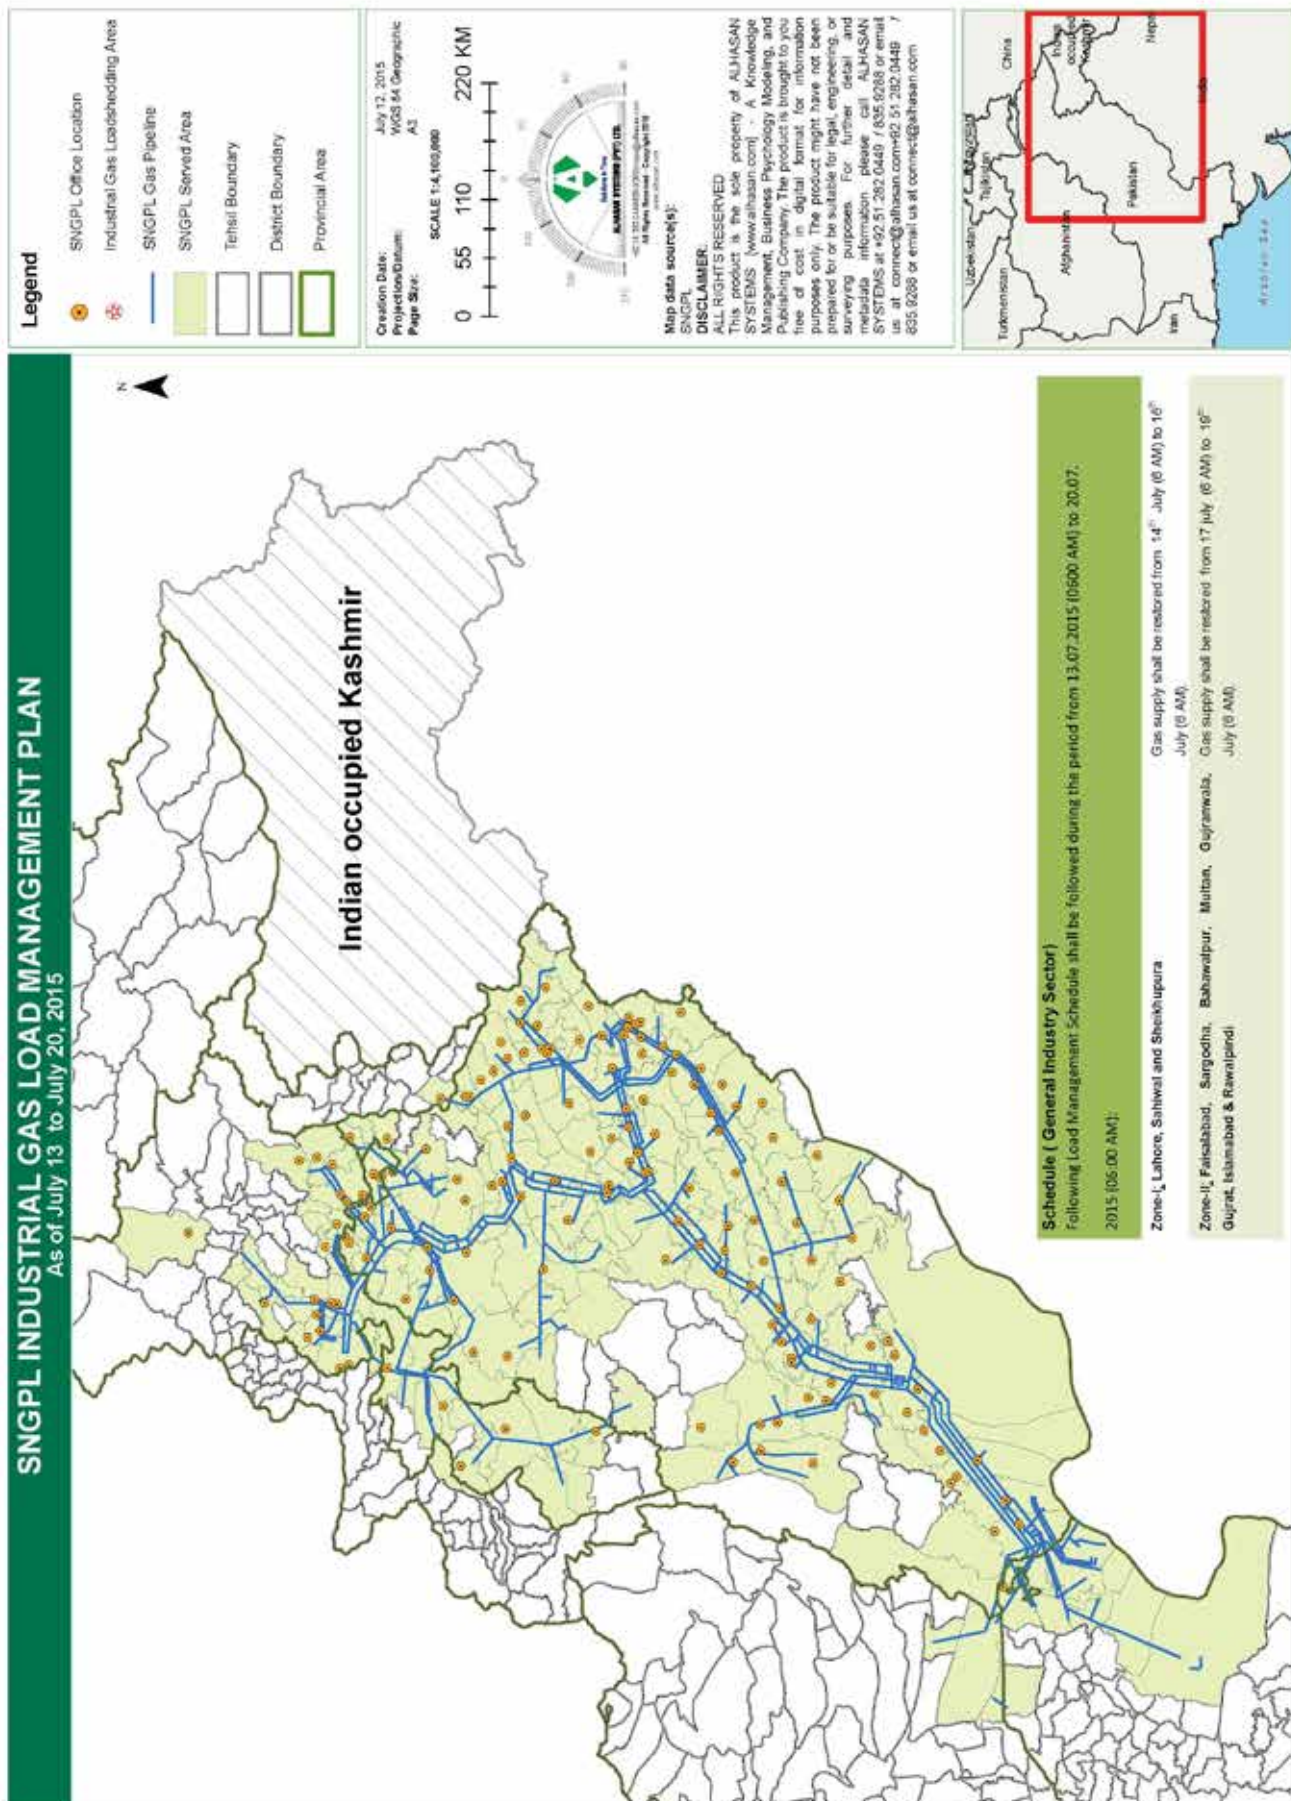 SNGPL INDUSTRIAL GAS LOAD MANAGEMENT PLAN
As of July 13 to July 20, 2015
N
Indian occupied Kashmir
Schedule ( General Industry Sector)
Following Load Management Schedule shall be followed during the period from 13.07.2015 (0600 AM) to 20.07.
2015 (06:00 AM):
Zone-I, Lahore, Sahiwal and Sheikhupura
Gas supply shall be restored from 14th July (6 AM) to 16th
July (6 AM)
Zone-II, Faisalabad, Sargodha, Bahawalpur, Multan, Gujranwala,
Gujrat, Islamabad & Rawalpindi
Gas supply shall be restored from 17 july (6 AM) to 19th
July (6 AM)
Legend
SNGPL Office Location
Industrial Gas Loadshedding Area
SNGPL Gas Pipeline
SNGPL Served Area
Tehsil Boundary
District Boundary
Provincial Area
Creation Date: July 12, 2015
Projection/Datum: WGS 84 Geographic
Page Size: A3
SCALE 1:4,100,000
0 55 110 220 KM
ALHASAN SYSTEMS (PVT) LTD.
Map data source(s):
SNGPL
DISCLAIMER:
ALL RIGHTS RESERVED
This product is the sole property of ALHASAN
SYSTEMS [www.alhasan.com] - A Knowledge
Management, Business Psychology Modeling, and
Publishing Company. The product is brought to you
free of cost in digital format for information
purposes only. The product might have not been
prepared for or be suitable for legal, engineering, or
surveying purposes. For further detail and
metadata information please call ALHASAN
SYSTEMS at +92.51.282.0449 / 835.9288 or email
us at connect@alhasan.com+92.51.282.0449 /
835.9288 or email us at connect@alhasan.com
Uzbekistan
Tajikistan
China
Turkmenistan
Afghanistan
Indian
occupied
Kashmir
Iran
Pakistan
Nepal
India
Arabian Sea